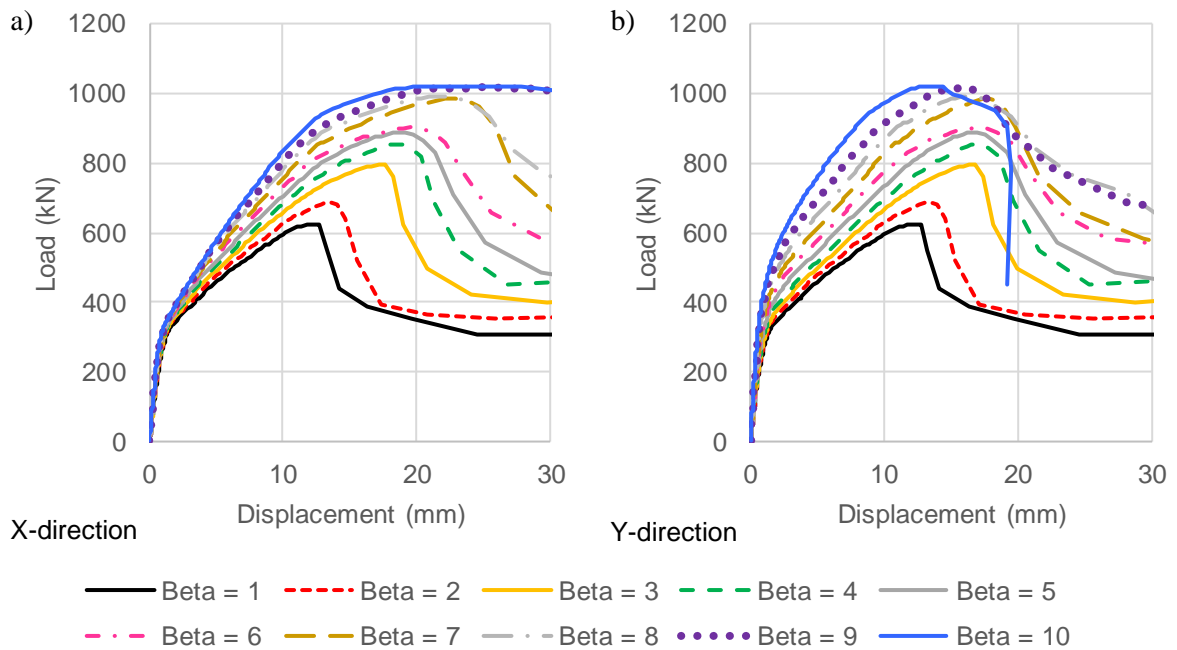 a)
1200
1000
800
600
400
200
0
Load (kN)
0 10 20 30
Displacement (mm)
X-direction
b)
1200
1000
800
600
400
200
0
Load (kN)
0 10 20 30
Displacement (mm)
Y-direction
Beta = 1 Beta = 2 Beta = 3 Beta = 4 Beta = 5
Beta = 6 Beta = 7 Beta = 8 Beta = 9 Beta = 10